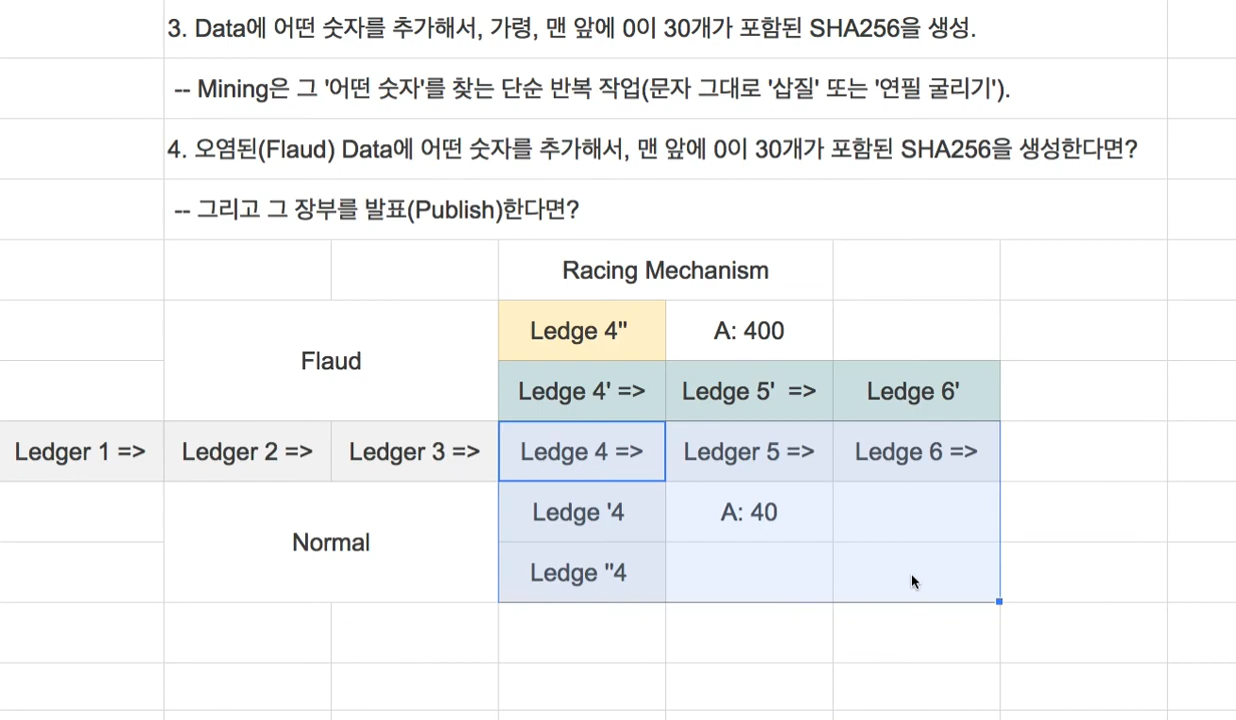 3. Data에 어떤 숫자를 추가해서, 가령, 맨 앞에 0이 30개가 포함된 SHA256을 생성.
-- Mining은 그 '어떤 숫자'를 찾는 단순 반복 작업(문자 그대로 '삽질' 또는 '연필 굴리기').
4. 오염된(Flaud) Data에 어떤 숫자를 추가해서, 맨 앞에 0이 30개가 포함된 SHA256을 생성한다면?
-- 그리고 그 장부를 발표(Publish)한다면?
Racing Mechanism
Ledge 4" A: 400
Flaud
Ledge 4' => Ledge 5' => Ledge 6'
Ledger 1 => Ledger 2 => Ledger 3 => Ledge 4 => Ledger 5 => Ledge 6 =>
Ledge '4 A: 40
Normal
Ledge "4